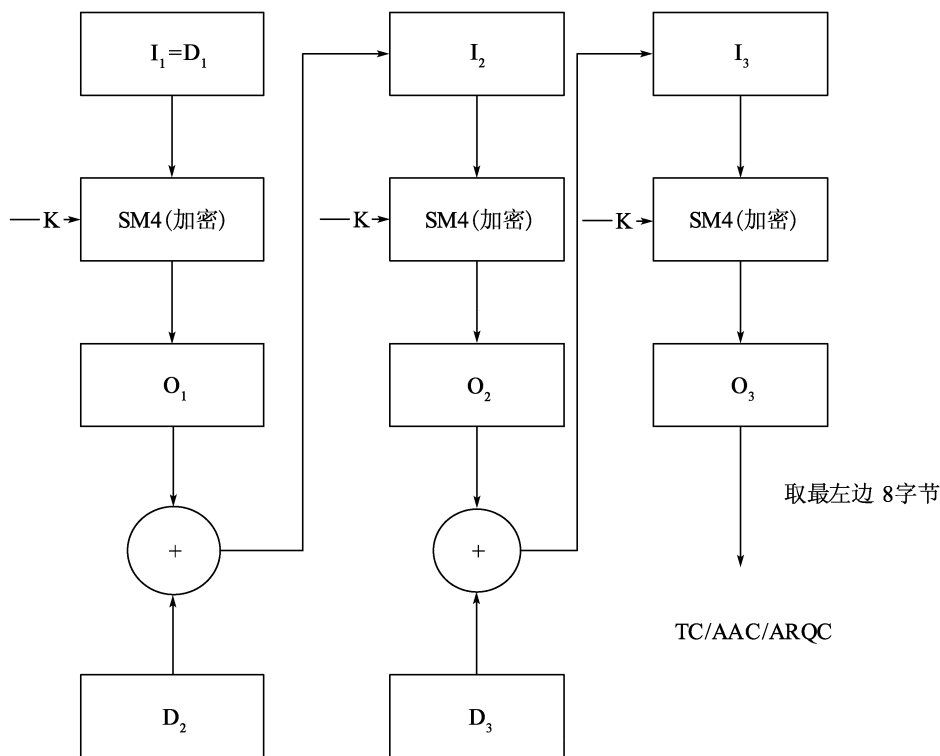 I₁=D₁
I₂
I₃
K
SM4(加密)
K
SM4(加密)
K
SM4(加密)
O₁
O₂
O₃
取最左边 8字节
+
+
TC/AAC/ARQC
D₂
D₃